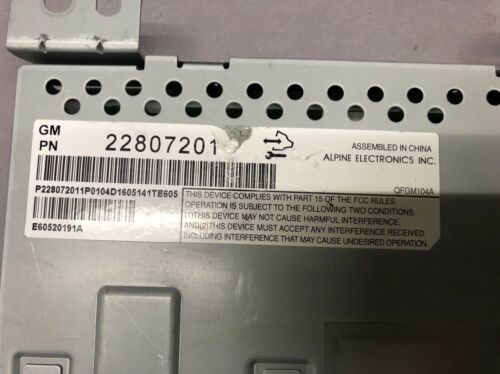 GM
PN 22807201
ASSEMBLED IN CHINA
ALPINE ELECTRONICS INC.
P228072011P0104D1605141TE605
QFGM104A
THIS DEVICE COMPLIES WITH PART 15 OF THE FCC RULES.
OPERATION IS SUBJECT TO THE FOLLOWING TWO CONDITIONS.
(1)THIS DEVICE MAY NOT CAUSE HARMFUL INTERFERENCE,
AND(2)THIS DEVICE MUST ACCEPT ANY INTERFERENCE RECEIVED.
INCLUDING INTERFERENCE THAT MAY CAUSE UNDESIRED OPERATION.
E60520191A